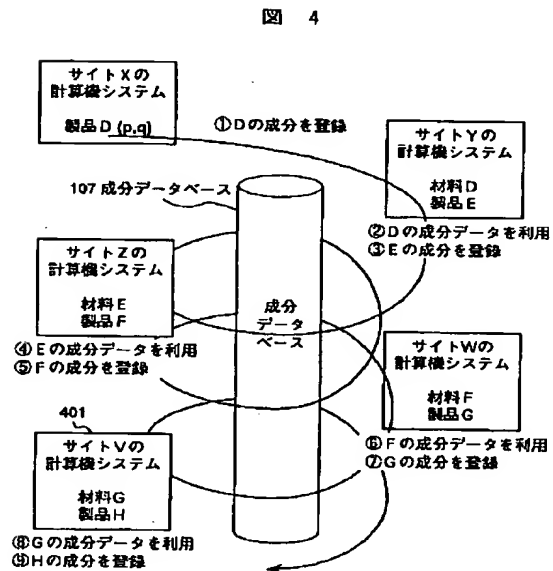 図 4
サイトXの
計算機システム
製品D (p,q)
①Dの成分を登録
サイトYの
計算機システム
材料D
製品E
107 成分データベース
②Dの成分データを利用
③Eの成分を登録
サイトZの
計算機システム
材料E
製品F
成分
データ
ベース
④Eの成分データを利用
⑤Fの成分を登録
サイトWの
計算機システム
材料F
製品G
401
サイトVの
計算機システム
材料G
製品H
⑥Fの成分データを利用
⑦Gの成分を登録
⑧Gの成分データを利用
⑨Hの成分を登録